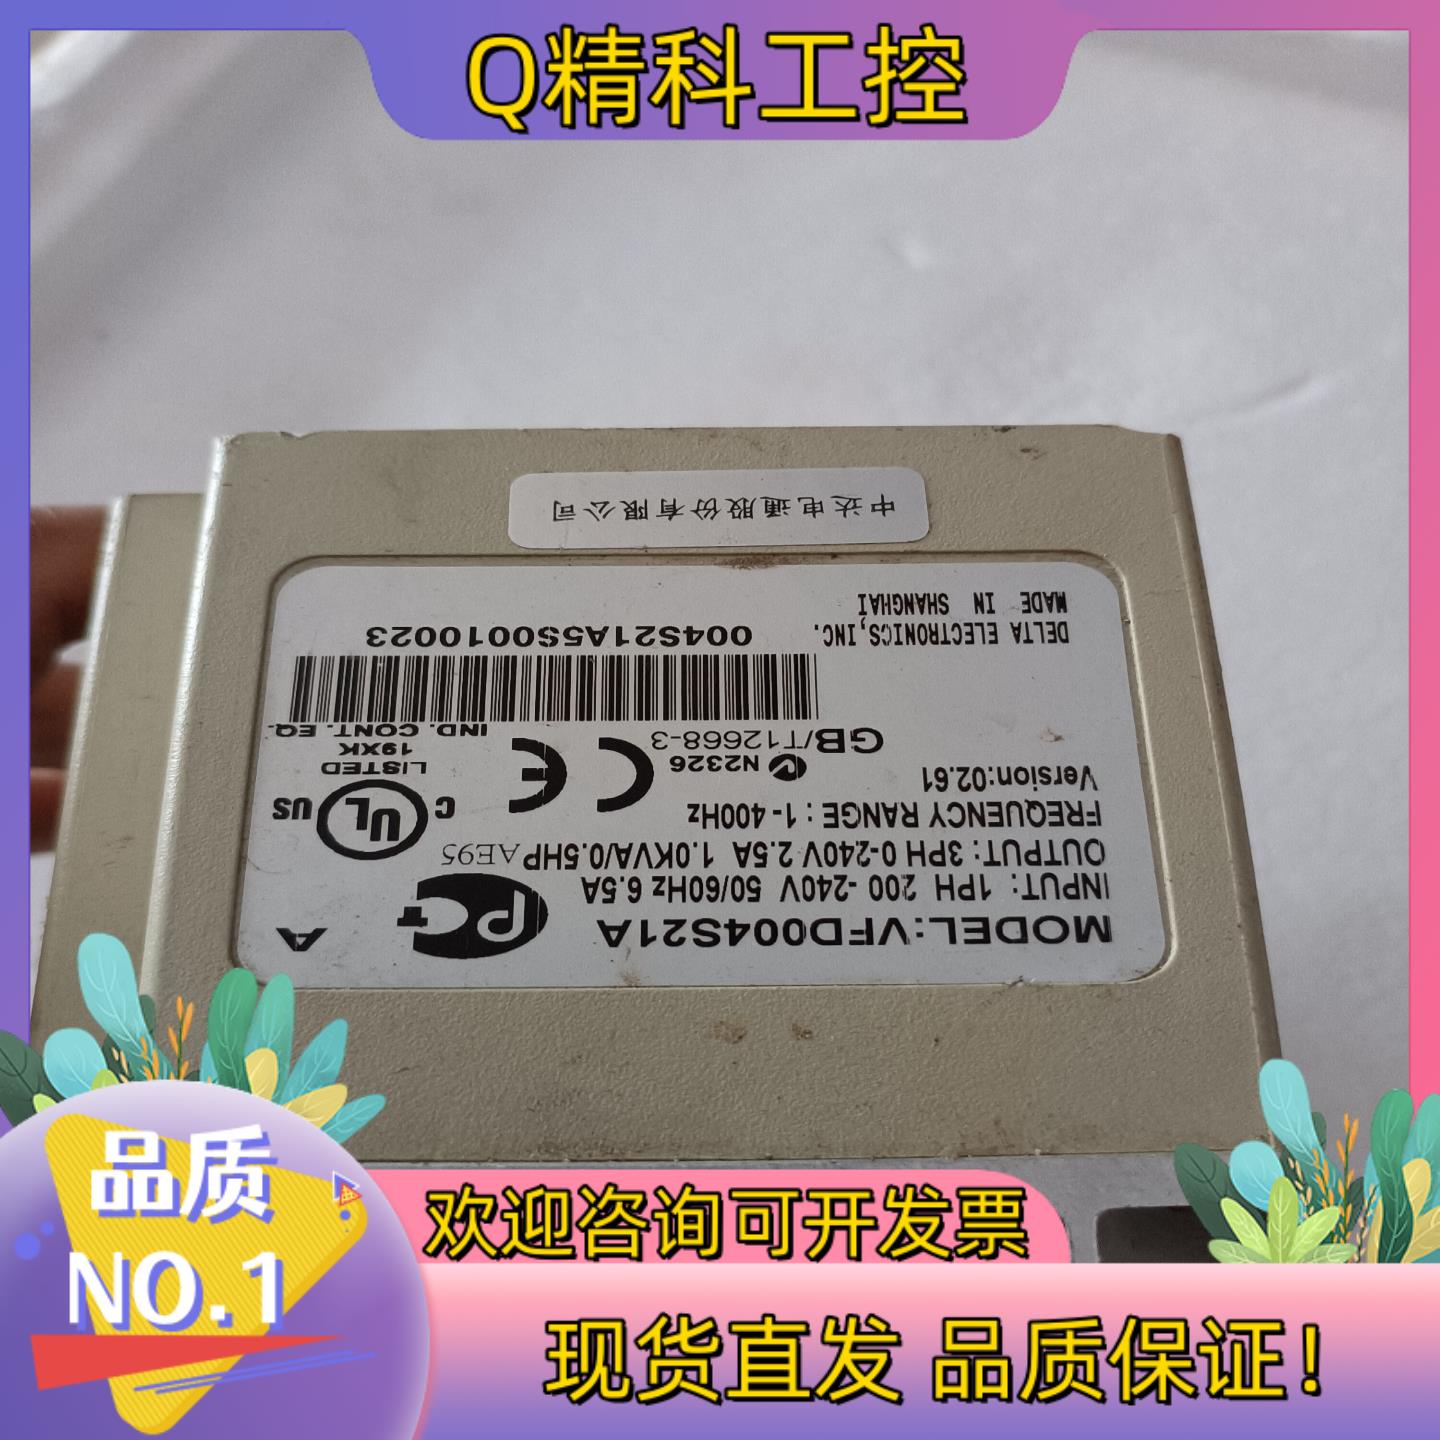 Q精科工控
中达电通股份有限公司
MODEL:VFD004S21A
INPUT: 1PH 200-240V 50/60Hz 6.5A
OUTPUT: 3PH 0-240V 2.5A 1.0KVA/0.5HP AE95
FREQUENCY RANGE : 1-400Hz
Version:02.61
PC
A
N2326
GB/T12668-3
CE
C UL US
LISTED
19XK
IND. CONT. EQ.
004S21A5S0010023
DELTA ELECTRONICS,INC.
MADE IN SHANGHAI
品质
NO.1
欢迎咨询可开发票
现货直发 品质保证!